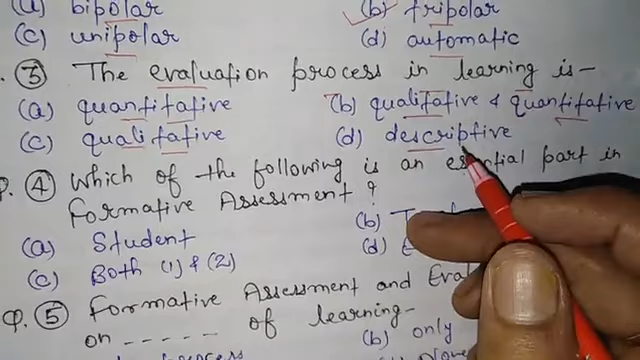 (a) bipolar (b) tripolar
(c) unipolar (d) automatic
③ The evaluation process in learning is-
(a) quantitative (b) qualitative & quantitative
(c) qualitative (d) descriptive
④ Which of the following is an essential part in
Formative Assessment?
(a) Student (b)
(c) Both (1) & (2) (d)
Q. ⑤ Formative Assessment and
on ----- of learning-
(b) only